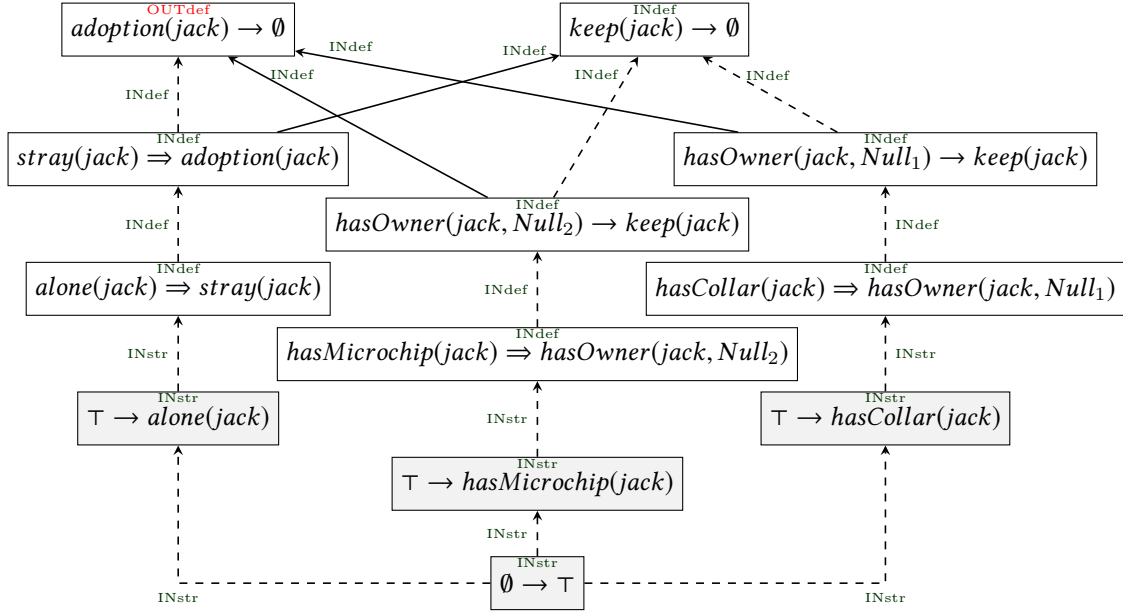 OUTdef
adoption(jack) → ∅
INdef
keep(jack) → ∅
INdef
INdef
INdef
INdef
INdef
INdef
INdef
stray(jack) ⇒ adoption(jack)
INdef
hasOwner(jack, Null₁) → keep(jack)
INdef
hasOwner(jack, Null₂) → keep(jack)
INdef
INdef
INdef
alone(jack) ⇒ stray(jack)
INdef
hasCollar(jack) ⇒ hasOwner(jack, Null₁)
INdef
INdef
hasMicrochip(jack) ⇒ hasOwner(jack, Null₂)
INstr
INstr
INstr
⊤ → alone(jack)
INstr
⊤ → hasCollar(jack)
INstr
INstr
⊤ → hasMicrochip(jack)
INstr
INstr
∅ → ⊤
INstr
INstr